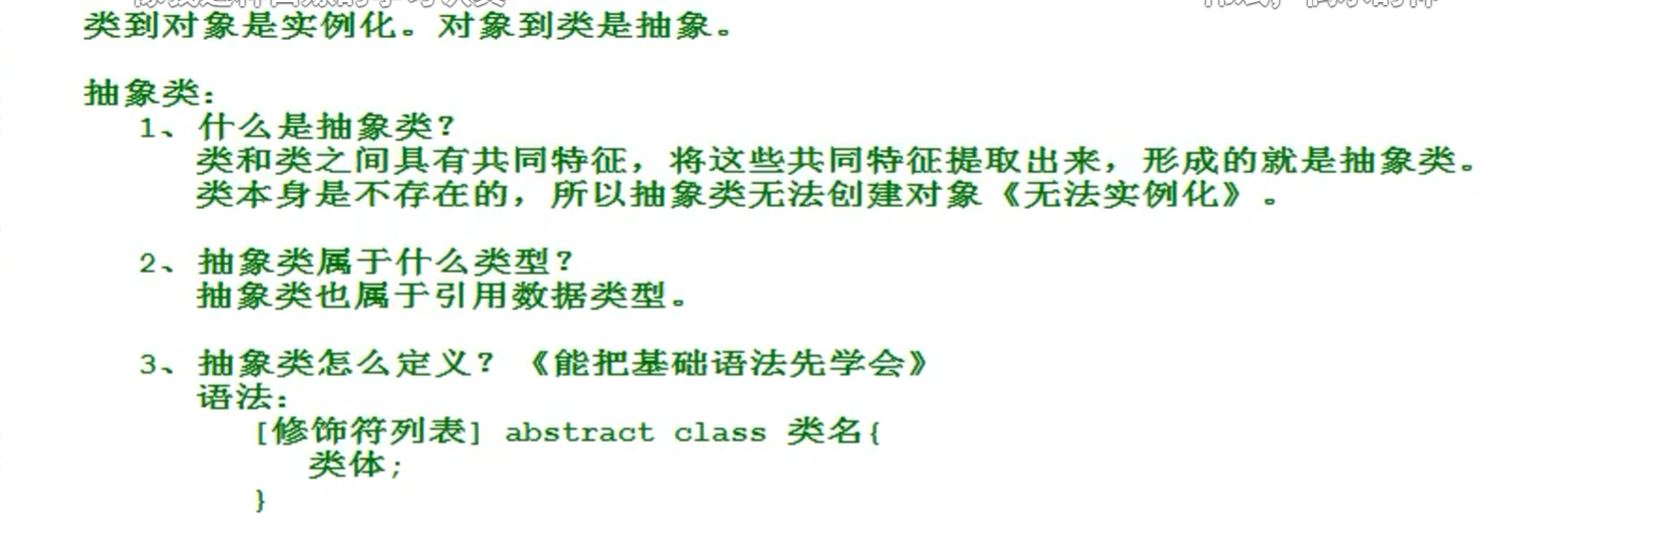 类到对象是实例化。对象到类是抽象。
抽象类:
1、什么是抽象类?
类和类之间具有共同特征,将这些共同特征提取出来,形成的就是抽象类。
类本身是不存在的,所以抽象类无法创建对象《无法实例化》。
2、抽象类属于什么类型?
抽象类也属于引用数据类型。
3、抽象类怎么定义?《能把基础语法先学会》
语法:
[修饰符列表] abstract class 类名{
类体;
}